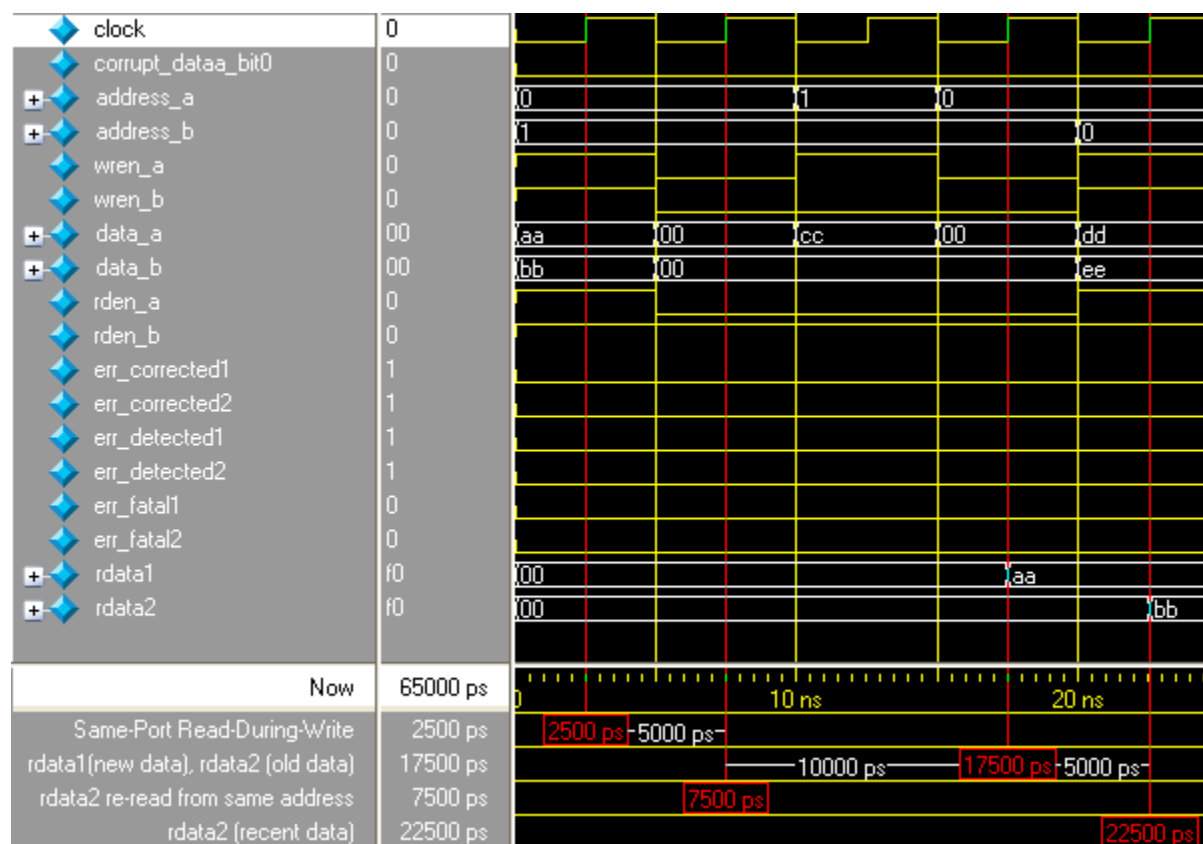 clock 0
corrupt_dataa_bit0 0
address_a 0 0 1 0
address_b 0 1 0
wren_a 0
wren_b 0
data_a 00 aa 00 cc 00 dd
data_b 00 bb 00 ee
rden_a 0
rden_b 0
err_corrected1 1
err_corrected2 1
err_detected1 1
err_detected2 1
err_fatal1 0
err_fatal2 0
rdata1 f0 00 aa
rdata2 f0 00 bb
Now 65000 ps 0 10 ns 20 ns
Same-Port Read-During-Write 2500 ps 2500 ps 5000 ps
rdata1(new data), rdata2 (old data) 17500 ps 10000 ps 17500 ps 5000 ps
rdata2 re-read from same address 7500 ps 7500 ps
rdata2 (recent data) 22500 ps 22500 ps